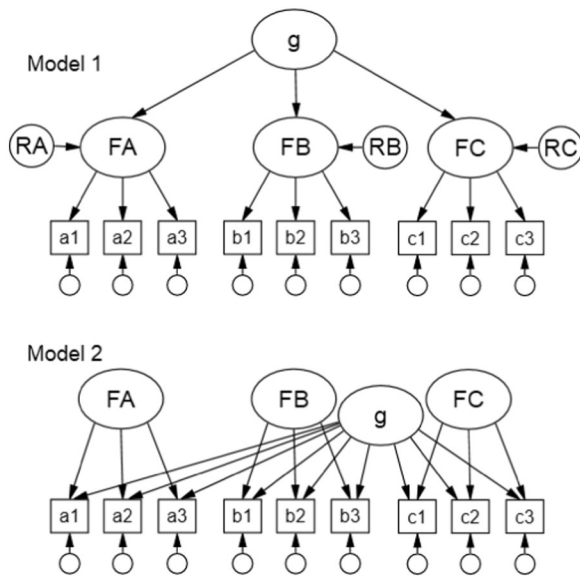 g
Model 1
RA FA FB RB FC RC
a1 a2 a3 b1 b2 b3 c1 c2 c3
Model 2
FA FB g FC
a1 a2 a3 b1 b2 b3 c1 c2 c3